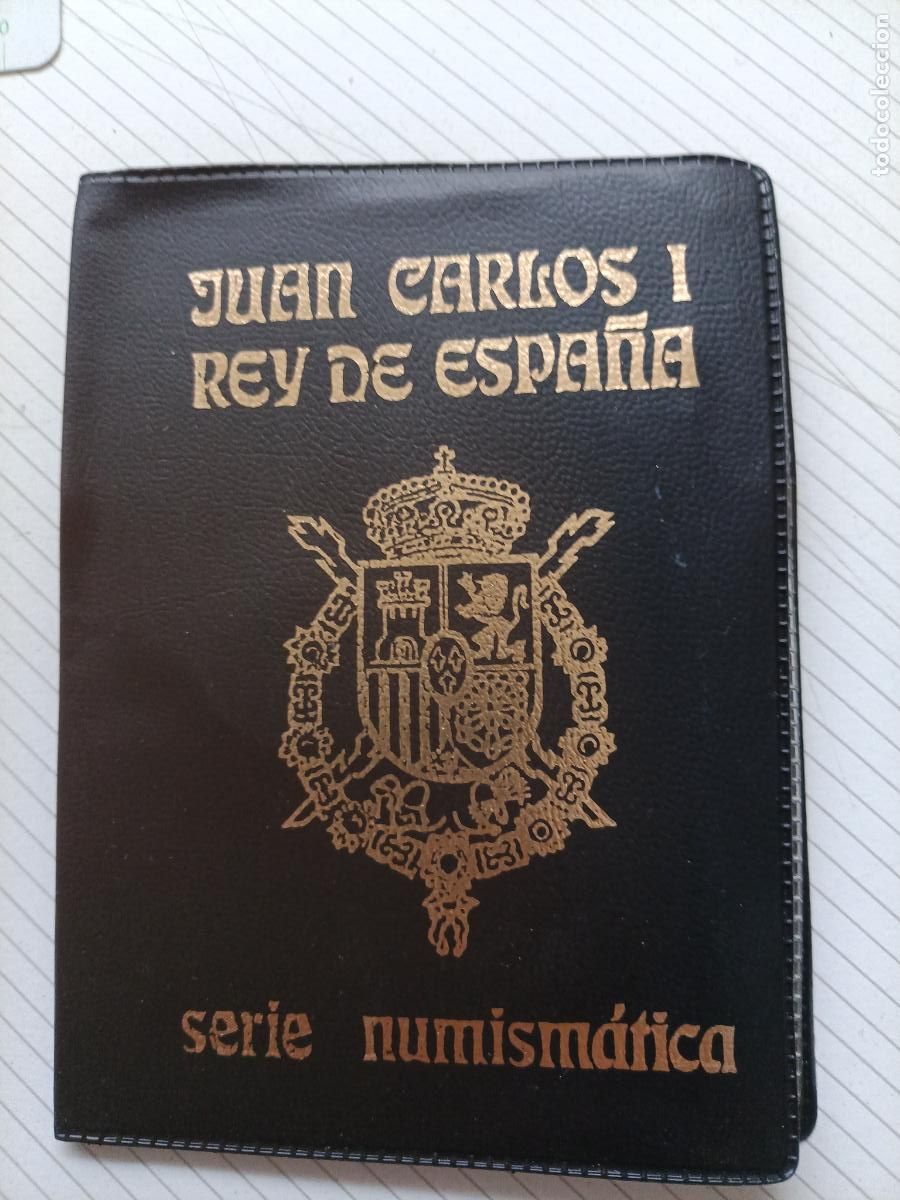 JUAN CARLOS I
REY DE ESPAÑA
serie numismática
todocoleccion